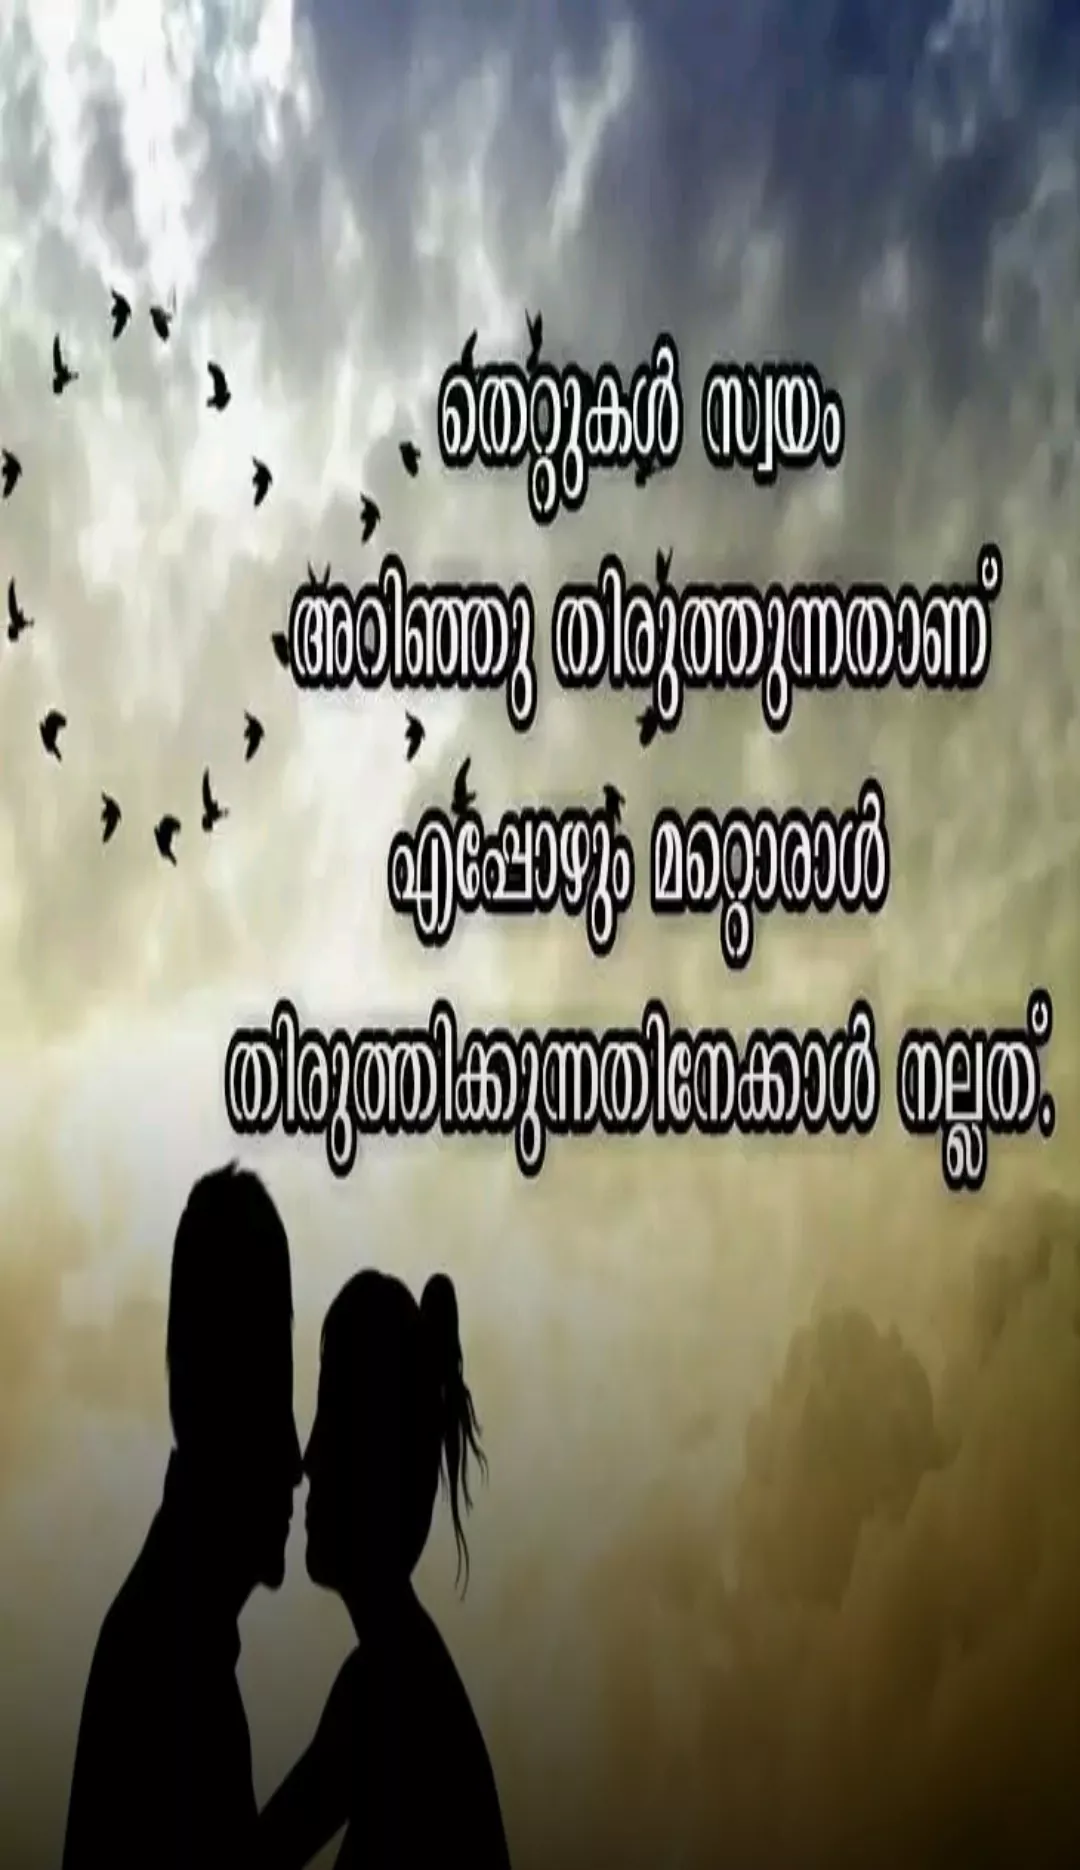 തെറ്റുകൾ സ്വയം
അറിഞ്ഞു തിരുത്തുന്നതാണ്
എപ്പോഴും മറ്റൊരാൾ
തിരുത്തിക്കുന്നതിനേക്കാൾ നല്ലത്.